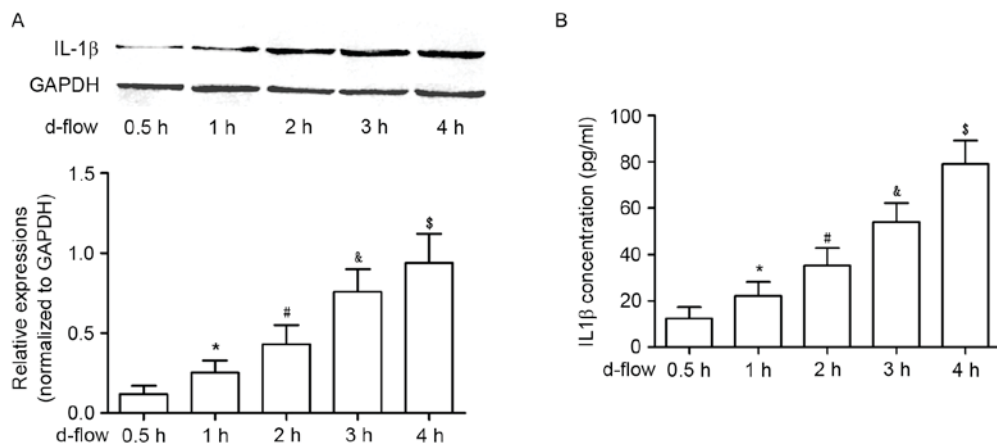 A
IL-1β
GAPDH
d-flow 0.5 h 1 h 2 h 3 h 4 h
Relative expressions
(normalized to GAPDH)
1.5
1.0
0.5
0.0
* # & $
d-flow 0.5 h 1 h 2 h 3 h 4 h
B
IL1β concentration (pg/ml)
100
80
60
40
20
0
* # & $
d-flow 0.5 h 1 h 2 h 3 h 4 h